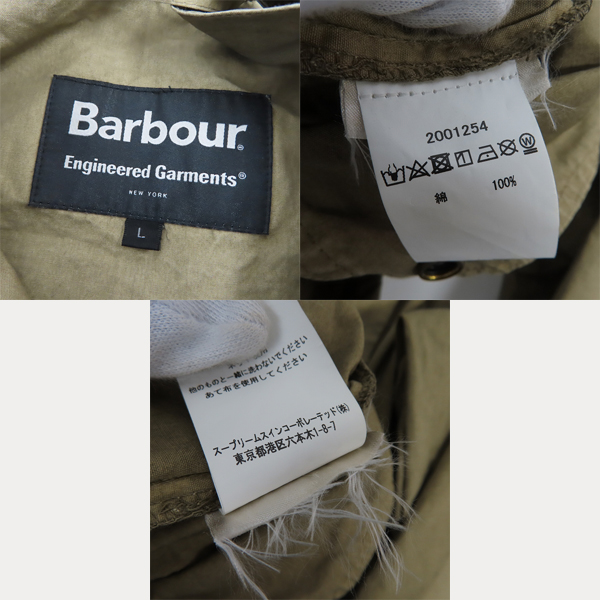 Barbour®
Engineered Garments®
NEW YORK
L
2001254
綿 100%
他のものと一緒に洗わないでください
あて布を使用してください
スープリームスインコーポレーテッド(株)
東京都港区六本木1-8-7